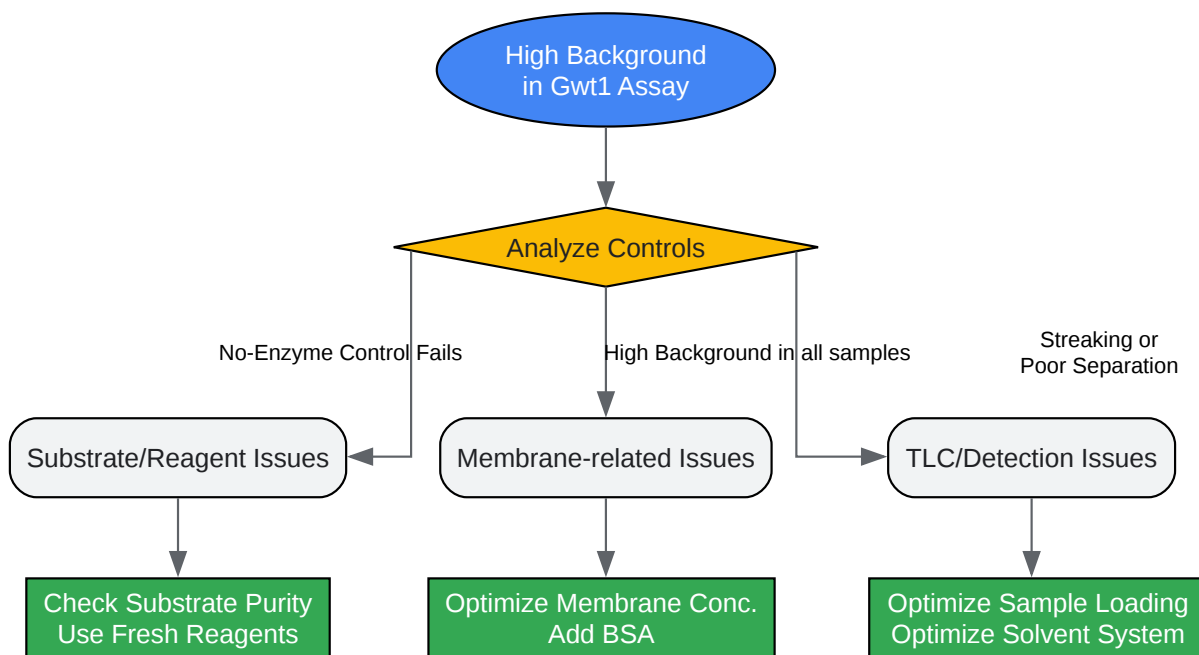 High Background
in Gwt1 Assay
Analyze Controls
No-Enzyme Control Fails
High Background in all samples
Streaking or
Poor Separation
Substrate/Reagent Issues
Membrane-related Issues
TLC/Detection Issues
Check Substrate Purity
Use Fresh Reagents
Optimize Membrane Conc.
Add BSA
Optimize Sample Loading
Optimize Solvent System